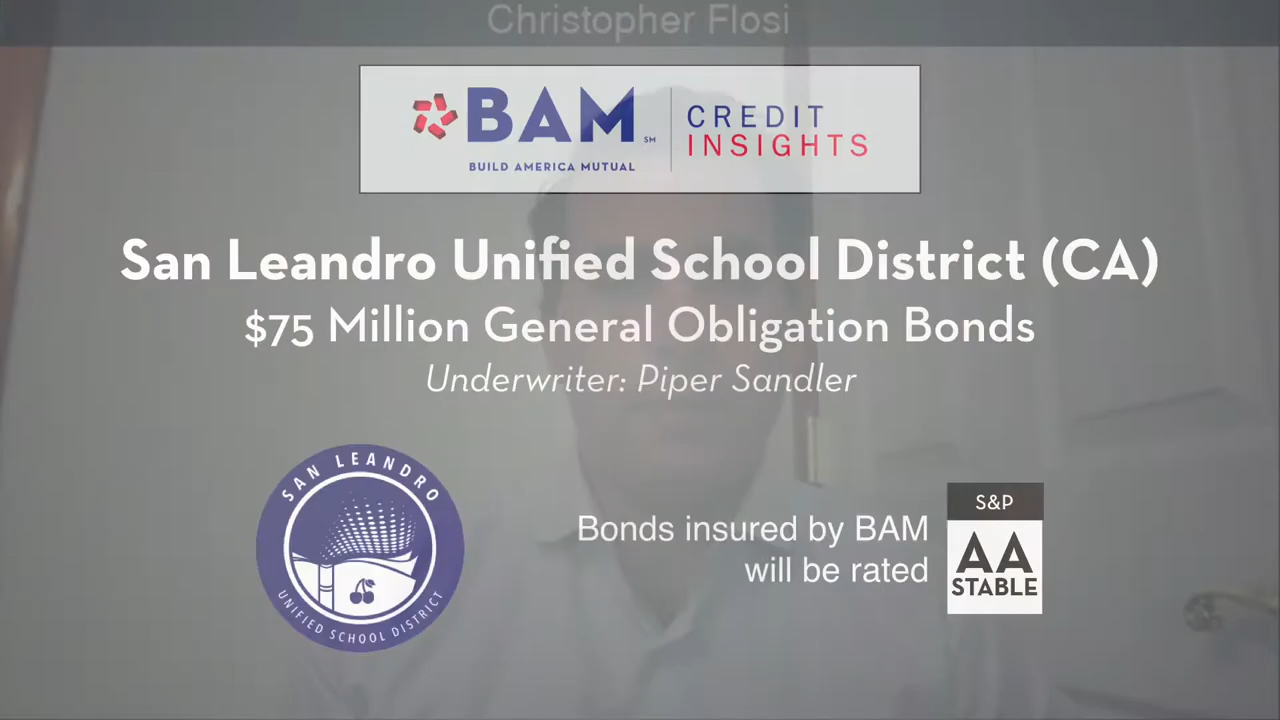 Christopher Flosi
BAM SM
BUILD AMERICA MUTUAL
CREDIT
INSIGHTS
San Leandro Unified School District (CA)
$75 Million General Obligation Bonds
Underwriter: Piper Sandler
SAN LEANDRO
UNIFIED SCHOOL DISTRICT
Bonds insured by BAM
will be rated
S&P
AA
STABLE